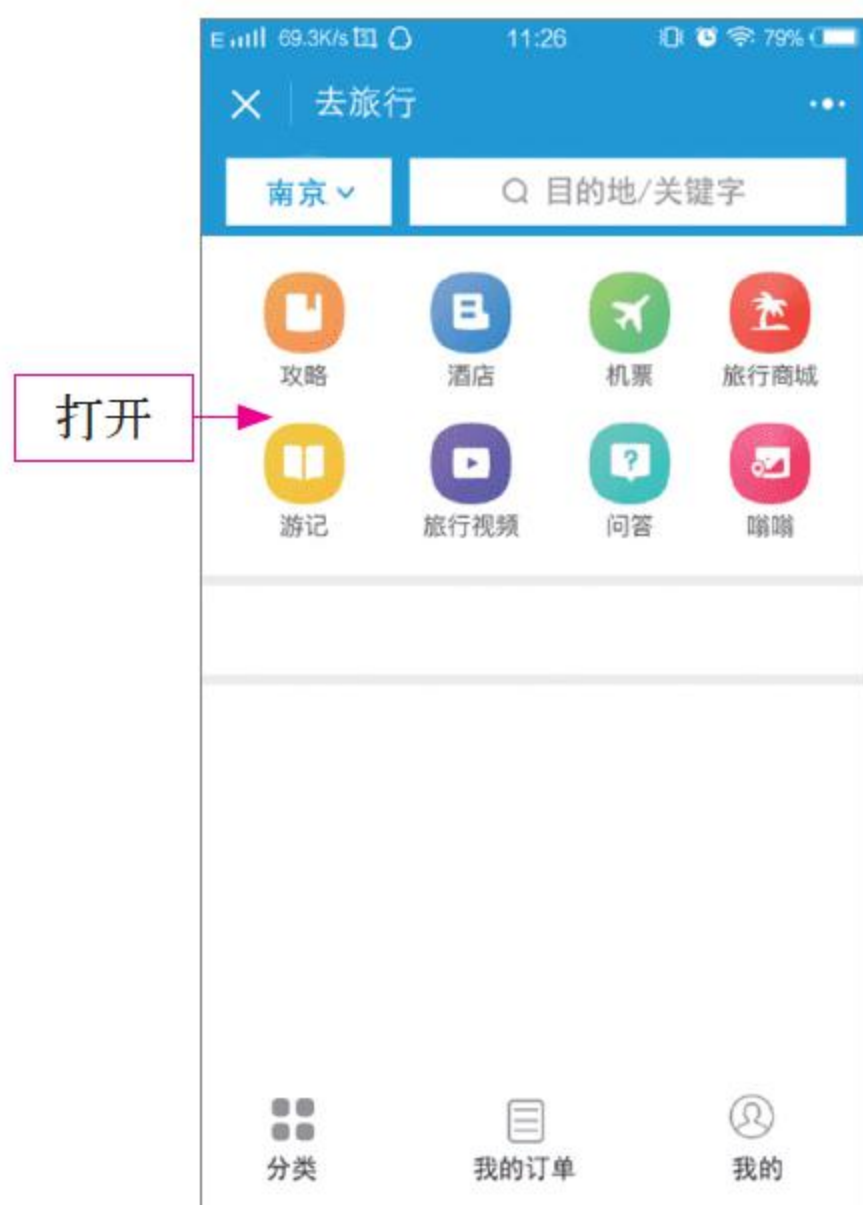 69.3K/s 11:26 79%
去旅行
南京 目的地/关键字
攻略 酒店 机票 旅行商城
打开
游记 旅行视频 问答 嗡嗡
分类 我的订单 我的